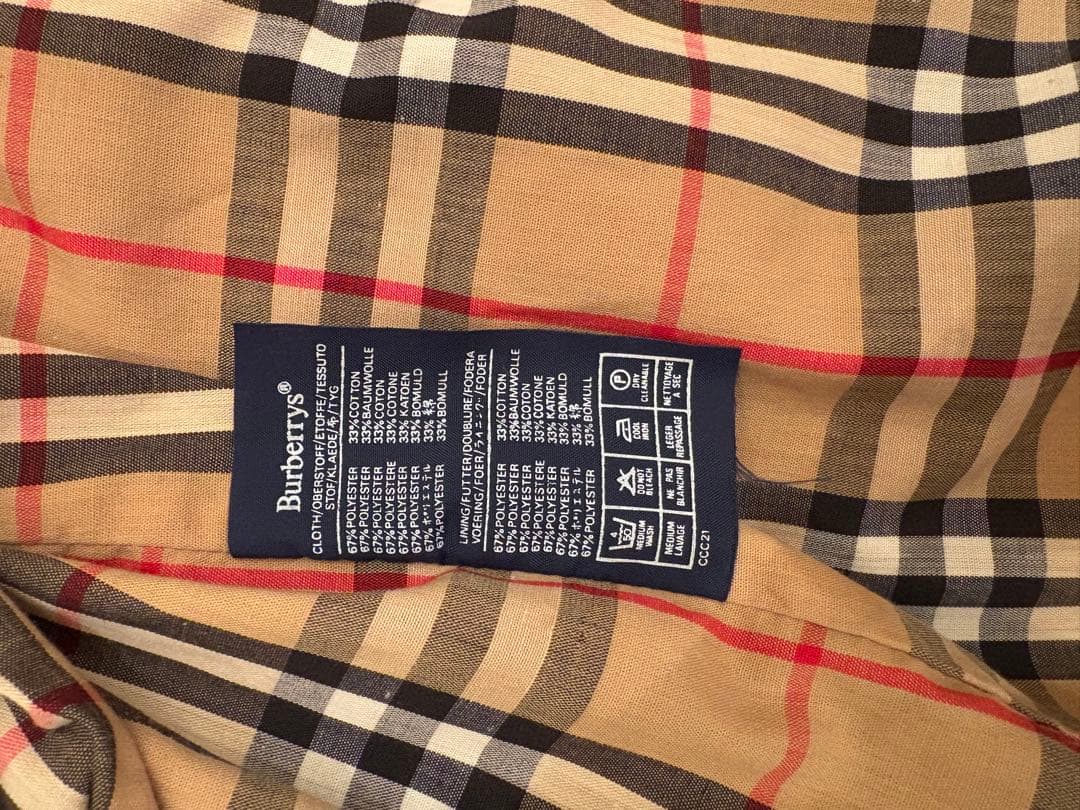 Burberrys®
CLOTH/OBERSTOFF/ETOFFE/TESSUTO
STOF/KLAEDE/布/TYG
67% POLYESTER 33% COTTON
67% POLYESTER 33% BAUMWOLLE
67% POLYESTER 33% COTON
67% POLYESTERE 33% COTONE
67% POLYESTER 33% KATOEN
67% POLYESTER 33% BOMULD
67% ポリエステル 33% 綿
67% POLYESTER 33% BOMULL
LINING/FUTTER/DOUBLURE/FODERA
VOERING/FOER/ライニング/FODER
67% POLYESTER 33% COTTON
67% POLYESTER 33% BAUMWOLLE
67% POLYESTER 33% COTON
67% POLYESTERE 33% COTONE
67% POLYESTER 33% KATOEN
67% POLYESTER 33% BOMULD
67% ポリエステル 33% 綿
67% POLYESTER 33% BOMULL
4 50 P
MEDIUM WASH DO NOT BLEACH COOL IRON DRY CLEANABLE
MEDIUM LAVAGE NE PAS BLANCHIR LEGER REPASSAGE NETTOYAGE A SEC
CCC21